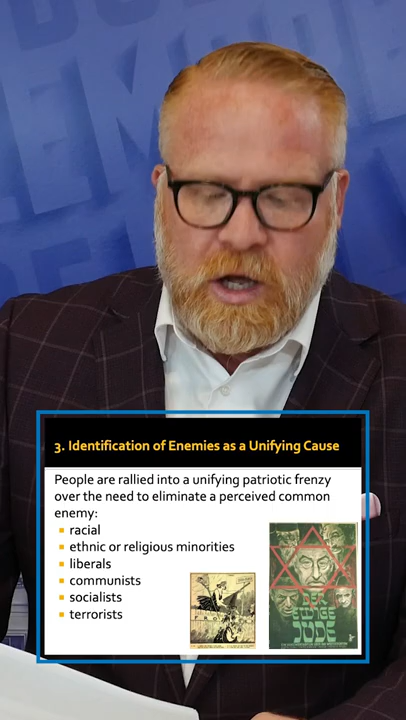 3. Identification of Enemies as a Unifying Cause
People are rallied into a unifying patriotic frenzy
over the need to eliminate a perceived common
enemy:
racial
ethnic or religious minorities
liberals
communists
socialists
terrorists
DER
EWIGE
JUDE